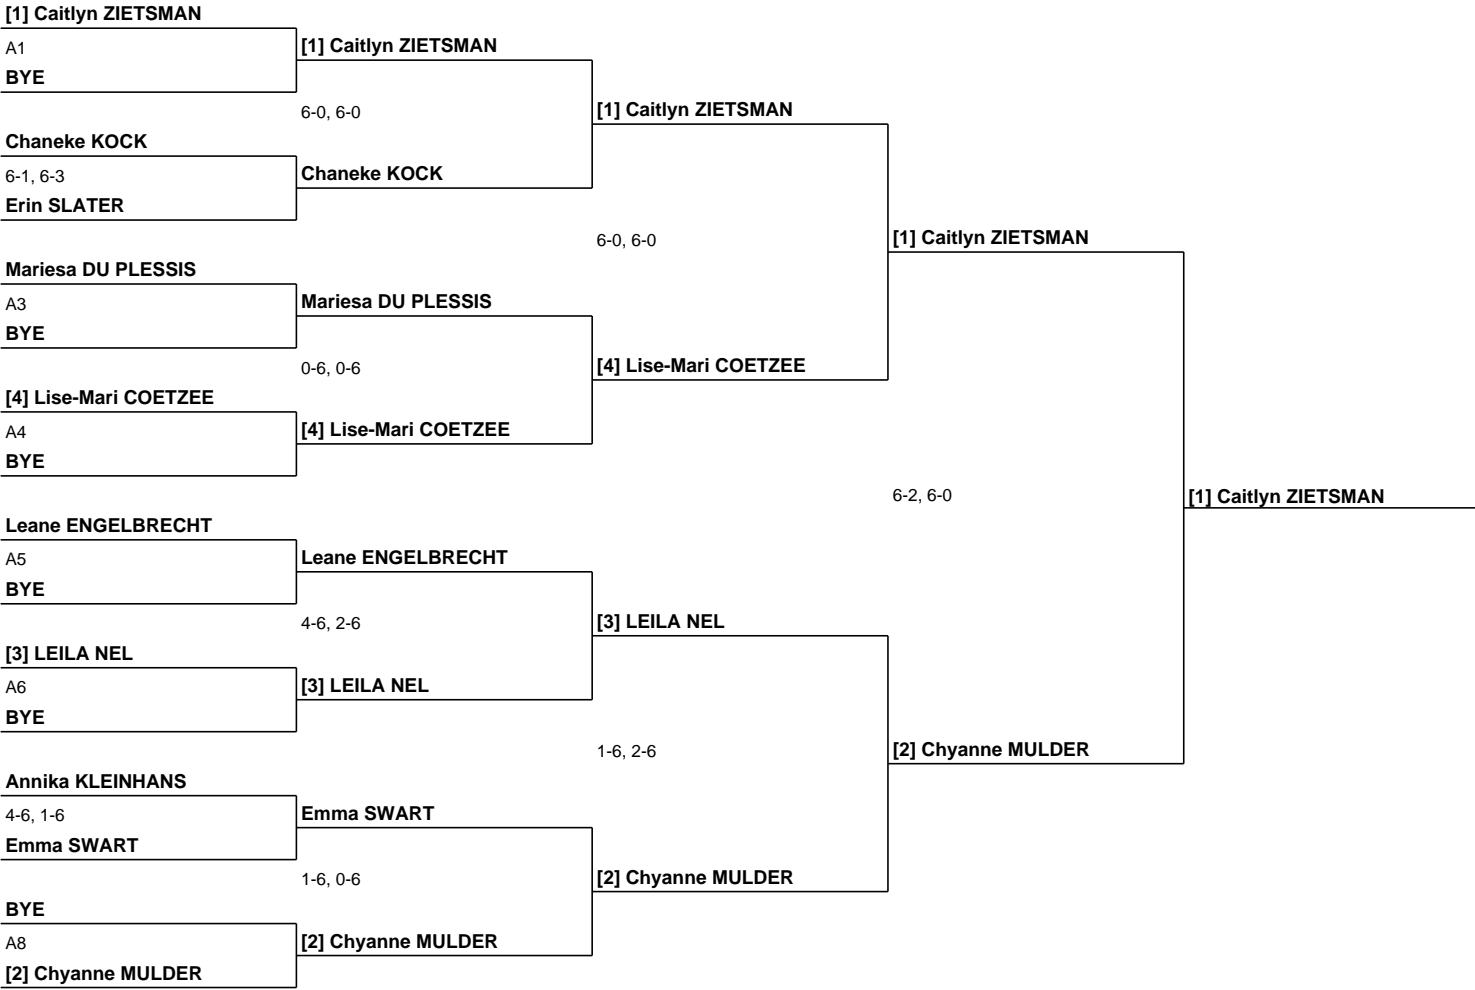 [1] Caitlyn ZIETSMAN
A1
BYE
[1] Caitlyn ZIETSMAN
6-0, 6-0
Chaneke KOCK
6-1, 6-3
Erin SLATER
Chaneke KOCK
[1] Caitlyn ZIETSMAN
6-0, 6-0
Mariesa DU PLESSIS
A3
BYE
Mariesa DU PLESSIS
0-6, 0-6
[4] Lise-Mari COETZEE
A4
BYE
[4] Lise-Mari COETZEE
[4] Lise-Mari COETZEE
[1] Caitlyn ZIETSMAN
6-2, 6-0
[1] Caitlyn ZIETSMAN
Leane ENGELBRECHT
A5
BYE
Leane ENGELBRECHT
4-6, 2-6
[3] LEILA NEL
A6
BYE
[3] LEILA NEL
[3] LEILA NEL
1-6, 2-6
[2] Chyanne MULDER
Annika KLEINHANS
4-6, 1-6
Emma SWART
Emma SWART
1-6, 0-6
BYE
A8
[2] Chyanne MULDER
[2] Chyanne MULDER
[2] Chyanne MULDER